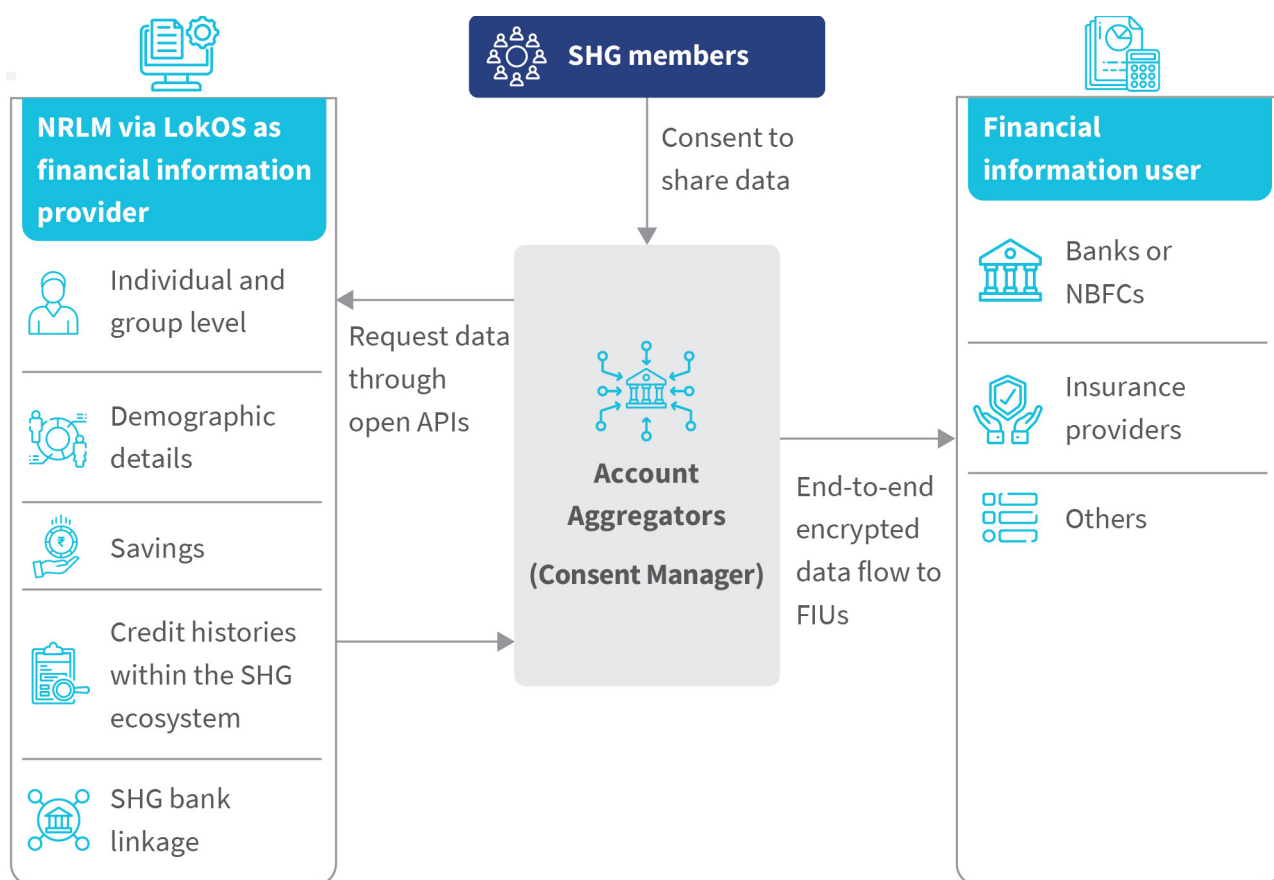 SHG members
Consent to
share data
NRLM via LokOS as
financial information
provider
Individual and
group level
Demographic
details
₹
Savings
Credit histories
within the SHG
ecosystem
SHG bank
linkage
Request data
through
open APIs
Account
Aggregators
(Consent Manager)
End-to-end
encrypted
data flow to
FIUs
Financial
information user
Banks or
NBFCs
Insurance
providers
Others